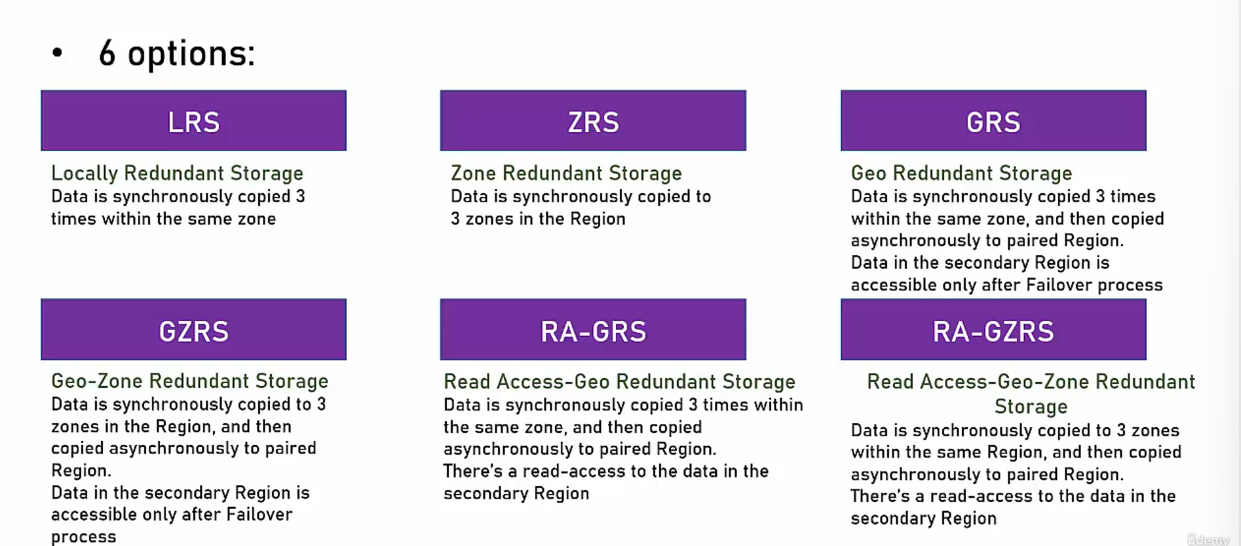 • 6 options:
LRS
Locally Redundant Storage
Data is synchronously copied 3
times within the same zone
ZRS
Zone Redundant Storage
Data is synchronously copied to
3 zones in the Region
GRS
Geo Redundant Storage
Data is synchronously copied 3 times
within the same zone, and then copied
asynchronously to paired Region.
Data in the secondary Region is
accessible only after Failover process
GZRS
Geo-Zone Redundant Storage
Data is synchronously copied to 3
zones in the Region, and then
copied asynchronously to paired
Region.
Data in the secondary Region is
accessible only after Failover
process
RA-GRS
Read Access-Geo Redundant Storage
Data is synchronously copied 3 times within
the same zone, and then copied
asynchronously to paired Region.
There's a read-access to the data in the
secondary Region
RA-GZRS
Read Access-Geo-Zone Redundant
Storage
Data is synchronously copied to 3 zones
within the same Region, and then copied
asynchronously to paired Region.
There's a read-access to the data in the
secondary Region
ûdemy